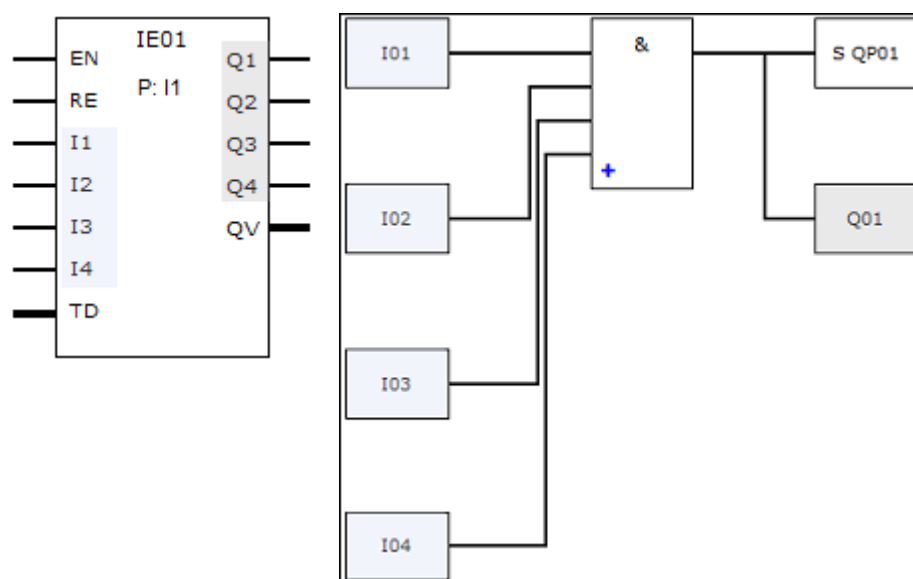 IE01
P: I1
EN
RE
I1
I2
I3
I4
TD
Q1
Q2
Q3
Q4
QV
I01
I02
I03
I04
&
+
S QP01
Q01